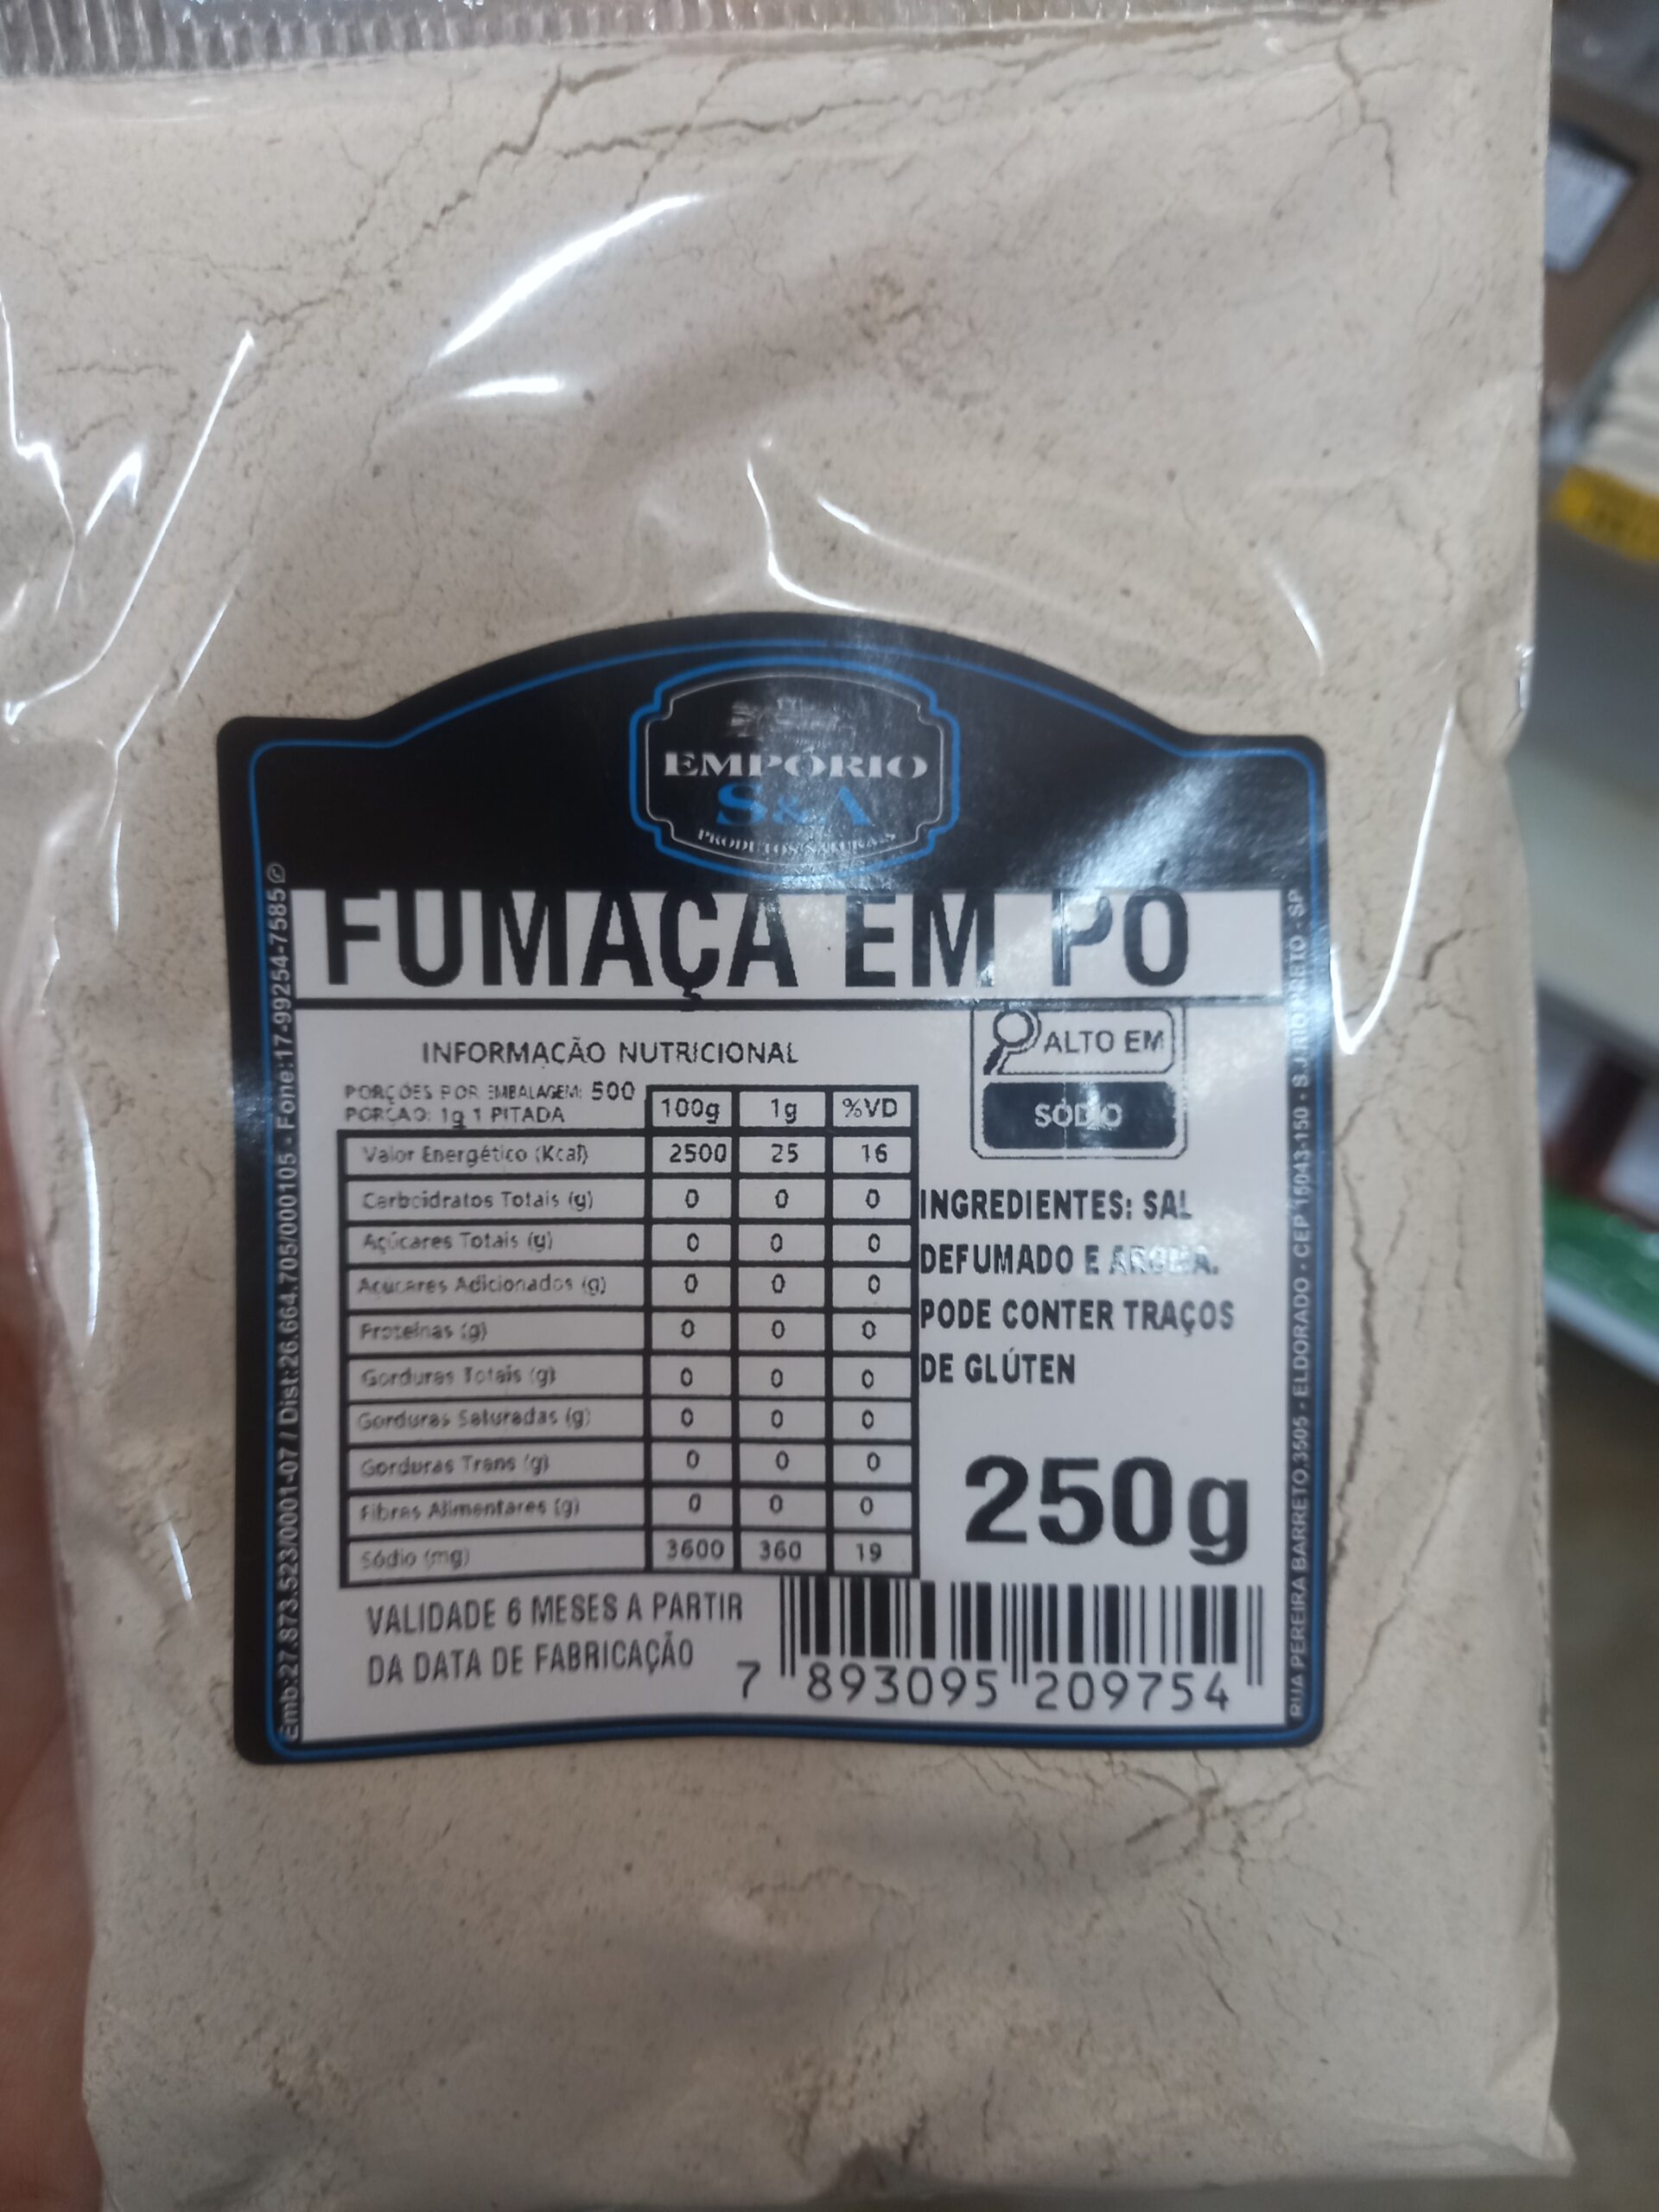 EMPÓRIO
S&A
PRODUTOS NATURAIS
FUMAÇA EM PÓ
INFORMAÇÃO NUTRICIONAL
PORÇÕES POR EMBALAGEM: 500
PORÇÃO: 1g 1 PITADA
100g 1g %VD
Valor Energético (Kcal) 2500 25 16
Carboidratos Totais (g) 0 0 0
Açúcares Totais (g) 0 0 0
Açúcares Adicionados (g) 0 0 0
Proteínas (g) 0 0 0
Gorduras Totais (g) 0 0 0
Gorduras Saturadas (g) 0 0 0
Gorduras Trans (g) 0 0 0
Fibras Alimentares (g) 0 0 0
Sódio (mg) 3600 360 19
ALTO EM
SÓDIO
INGREDIENTES: SAL
DEFUMADO E AROMA.
PODE CONTER TRAÇOS
DE GLÚTEN
250g
VALIDADE 6 MESES A PARTIR
DA DATA DE FABRICAÇÃO
7 893095 209754
Emb:27.873.523/0001-07 / Dist:26.664.705/000105 - Fone:17-99254-7585
RUA PEREIRA BARRETO,3505 - ELDORADO - CEP 15043-150 - S.J.RIO PRETO - SP